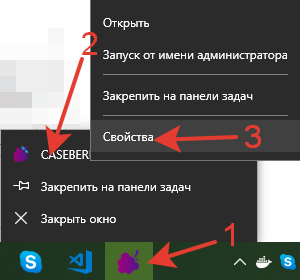 Открыть
Запуск от имени администратора
Закрепить на панели задач
Свойства
3
2
CASEBER
Закрепить на панели задач
Закрыть окно
1